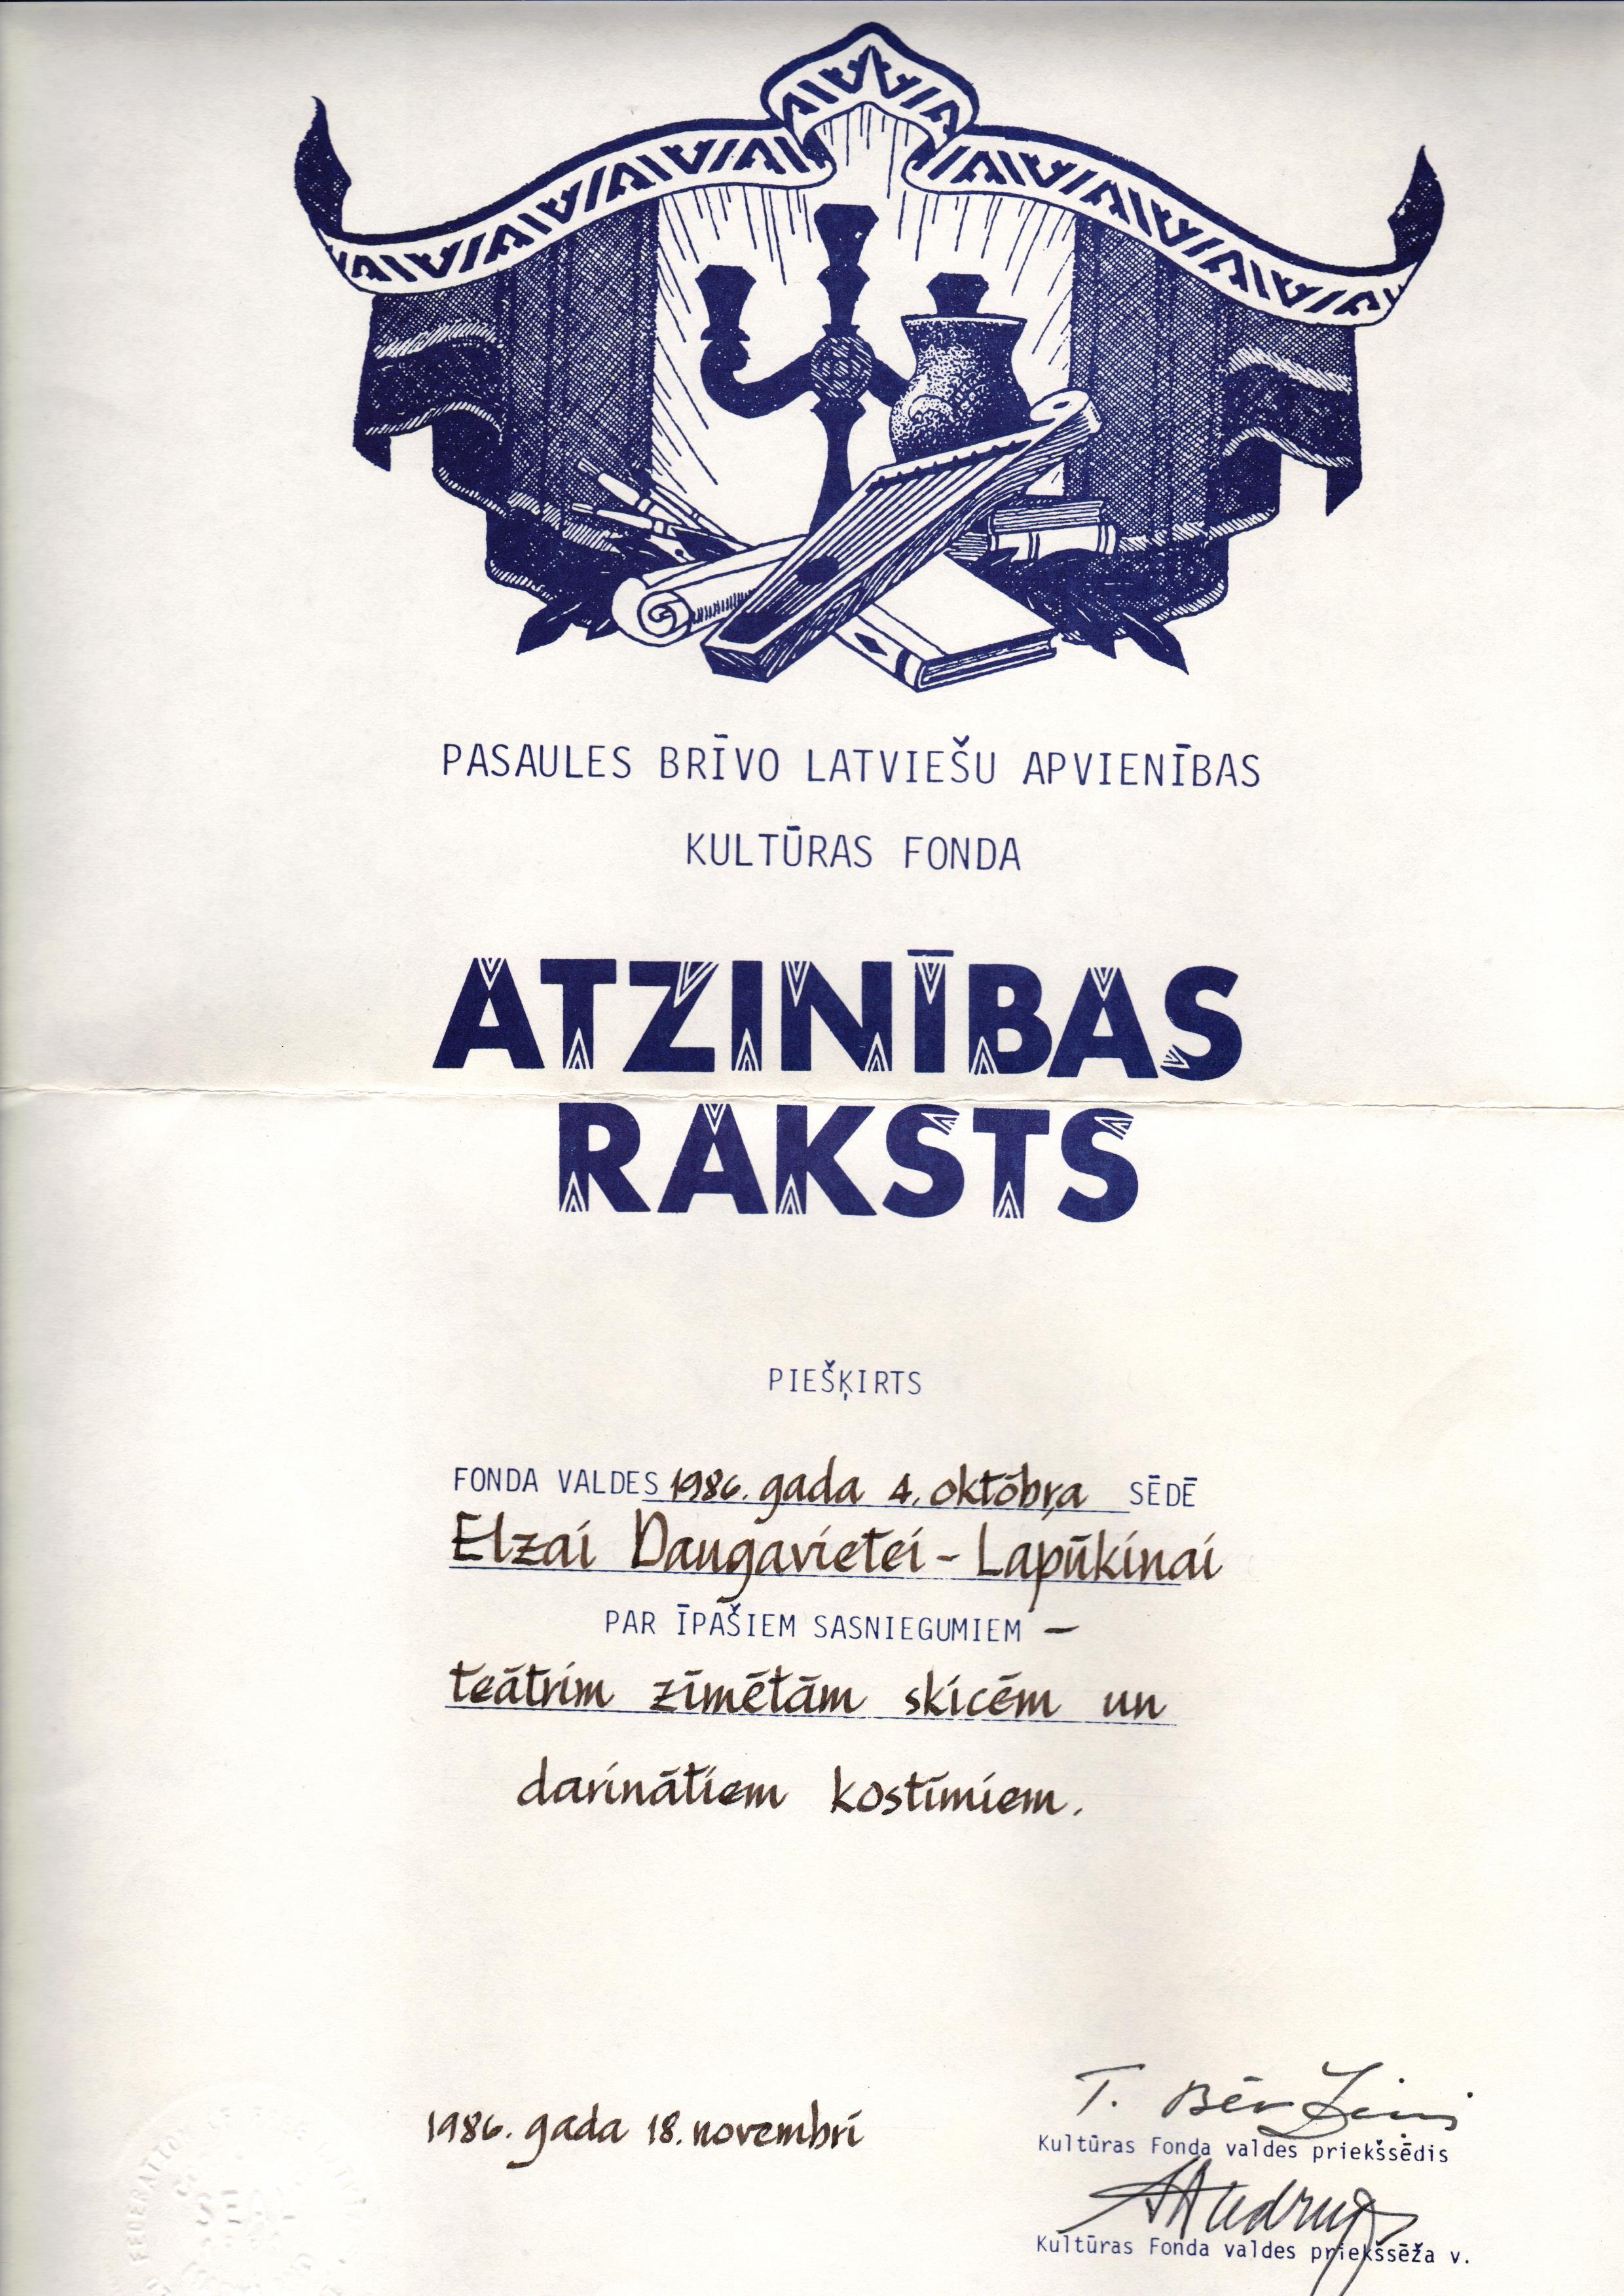 PASAULES BRĪVO LATVIEŠU APVIENĪBAS
KULTŪRAS FONDA
ATZINĪBAS
RAKSTS
PIEŠĶIRTS
FONDA VALDES 1986. gada 4. oktōbŗa SĒDĒ
Elzai Daugavietei-Lapūkinai
PAR ĪPAŠIEM SASNIEGUMIEM –
teātrim zīmētām skicēm un
darinātiem kostīmiem.
T. Bērziņš
1986. gada 18. novembrī
Kultūras Fonda valdes priekšsēdis
Kultūras Fonda valdes priekšsēža v.
SEAL